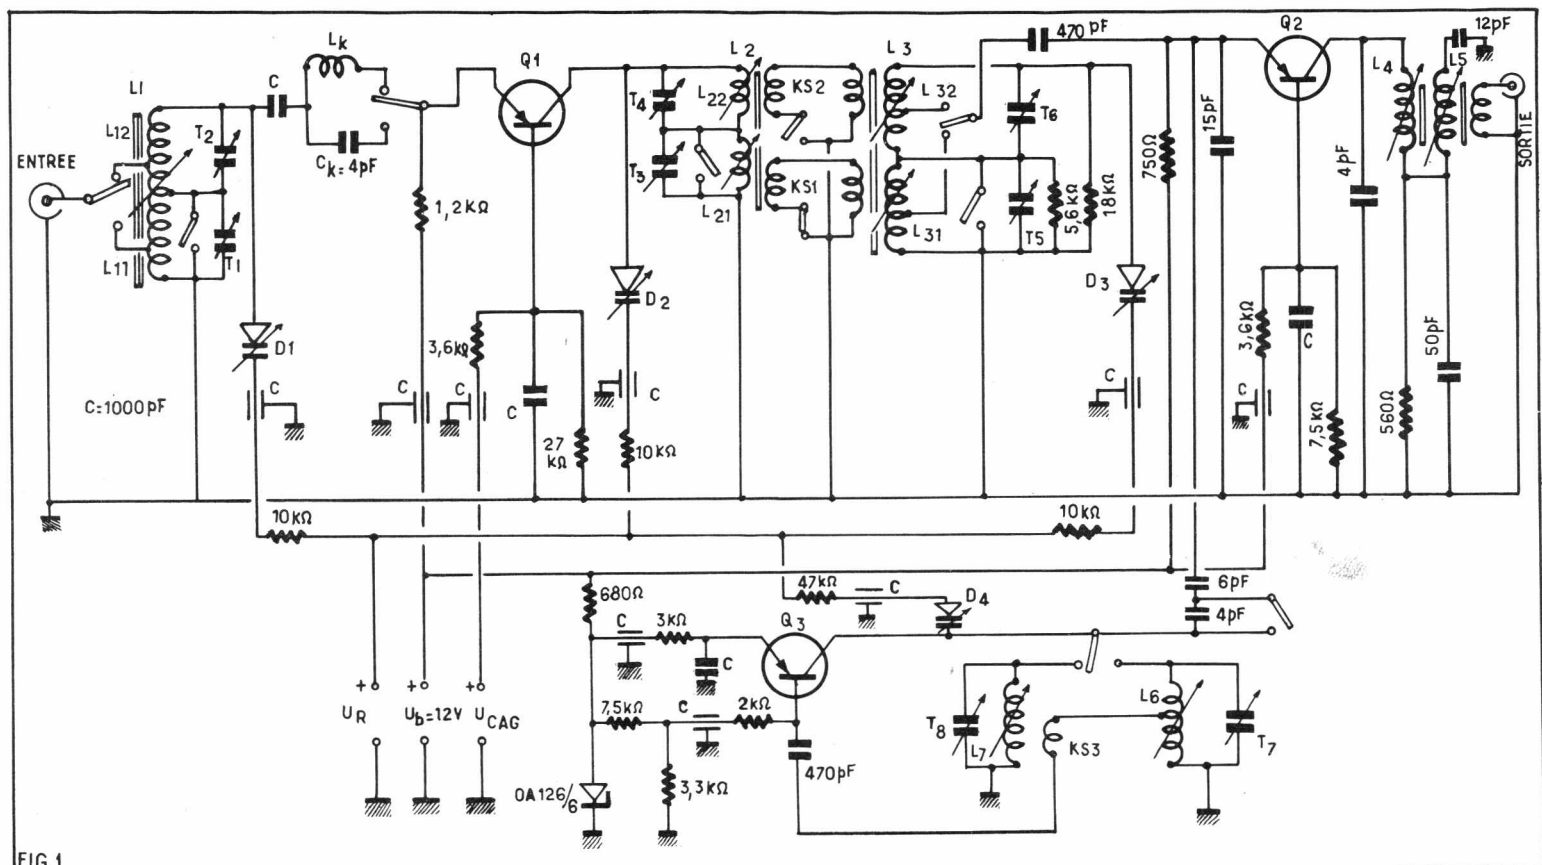 470 pF
Q2
12pF
Lk
L 2
L 3
L4
L5
Q1
C
L1
T4
L22
KS2
L 32
T6
L12
T2
15pF
750Ω
ENTREE
Ck=4pF
T3
KS1
4pF
SORTIE
1,2kΩ
5,6kΩ
18kΩ
L21
L31
T5
L11
T1
D2
D3
D1
3,6kΩ
3,6kΩ
C
50pF
C
C
C
C
C
C
C
C=1000pF
C
7,5kΩ
560Ω
27
kΩ
10kΩ
10kΩ
10kΩ
47kΩ
C
6pF
680Ω
D4
4pF
C
3kΩ
Q3
C
+
+
+
UR
Ub=12V
UCAG
7,5kΩ
C
2kΩ
L6
T8
L7
KS3
T7
470pF
OA126/6
3,3kΩ
FIG.1